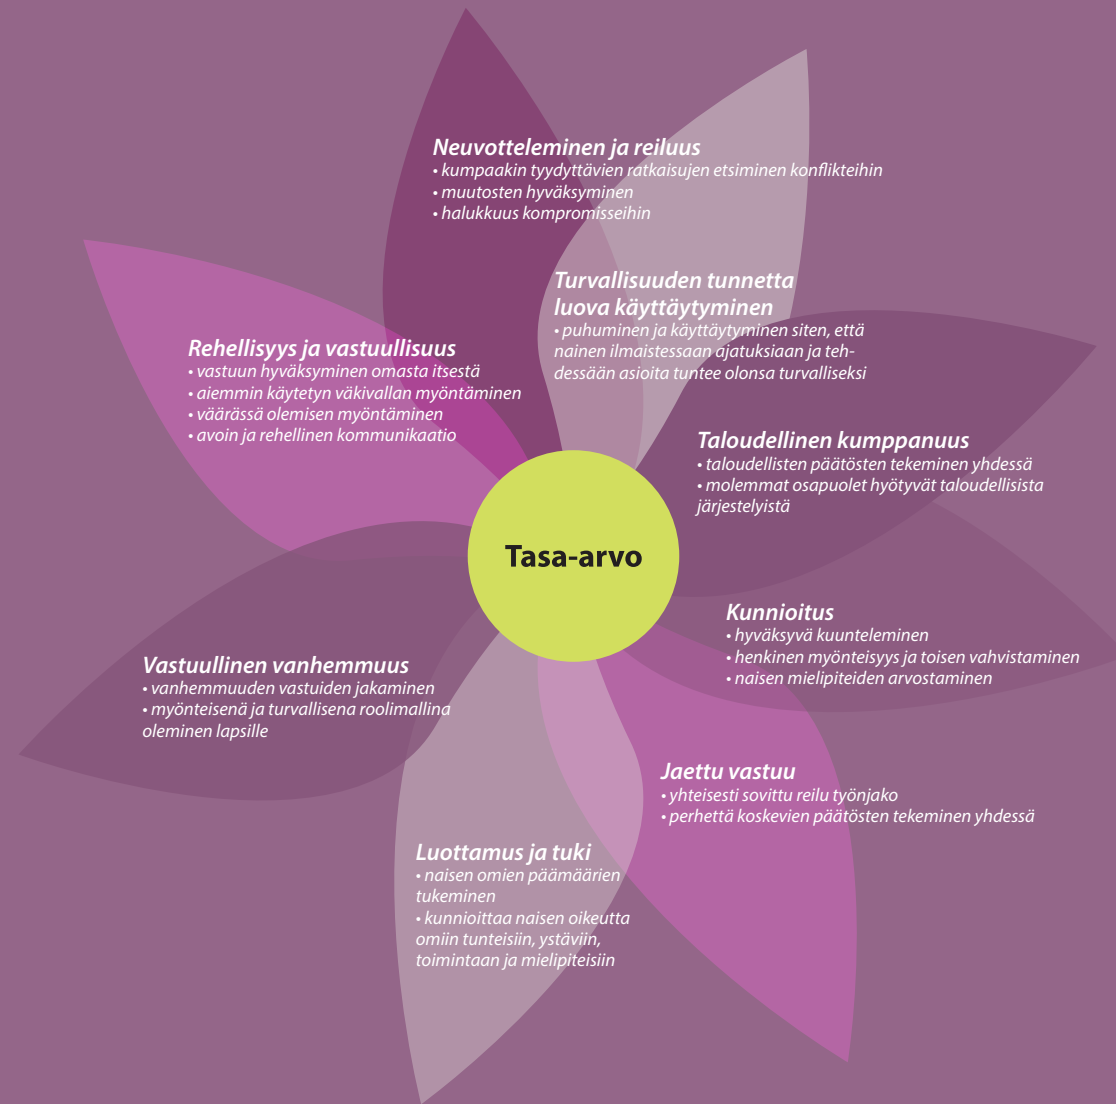 Neuvotteleminen ja reiluus
• kumpaakin tyydyttävien ratkaisujen etsiminen konflikteihin
• muutosten hyväksyminen
• halukkuus kompromisseihin
Turvallisuuden tunnetta
luova käyttäytyminen
• puhuminen ja käyttäytyminen siten, että
nainen ilmaistessaan ajatuksiaan ja teh-
dessään asioita tuntee olonsa turvalliseksi
Rehellisyys ja vastuullisuus
• vastuun hyväksyminen omasta itsestä
• aiemmin käytetyn väkivallan myöntäminen
• väärässä olemisen myöntäminen
• avoin ja rehellinen kommunikaatio
Taloudellinen kumppanuus
• taloudellisten päätösten tekeminen yhdessä
• molemmat osapuolet hyötyvät taloudellisista
järjestelyistä
Tasa-arvo
Kunnioitus
• hyväksyvä kuunteleminen
• henkinen myönteisyys ja toisen vahvistaminen
• naisen mielipiteiden arvostaminen
Vastuullinen vanhemmuus
• vanhemmuuden vastuiden jakaminen
• myönteisenä ja turvallisena roolimallina
oleminen lapsille
Jaettu vastuu
• yhteisesti sovittu reilu työnjako
• perhettä koskevien päätösten tekeminen yhdessä
Luottamus ja tuki
• naisen omien päämäärien
tukeminen
• kunnioittaa naisen oikeutta
omiin tunteisiin, ystäviin,
toimintaan ja mielipiteisiin